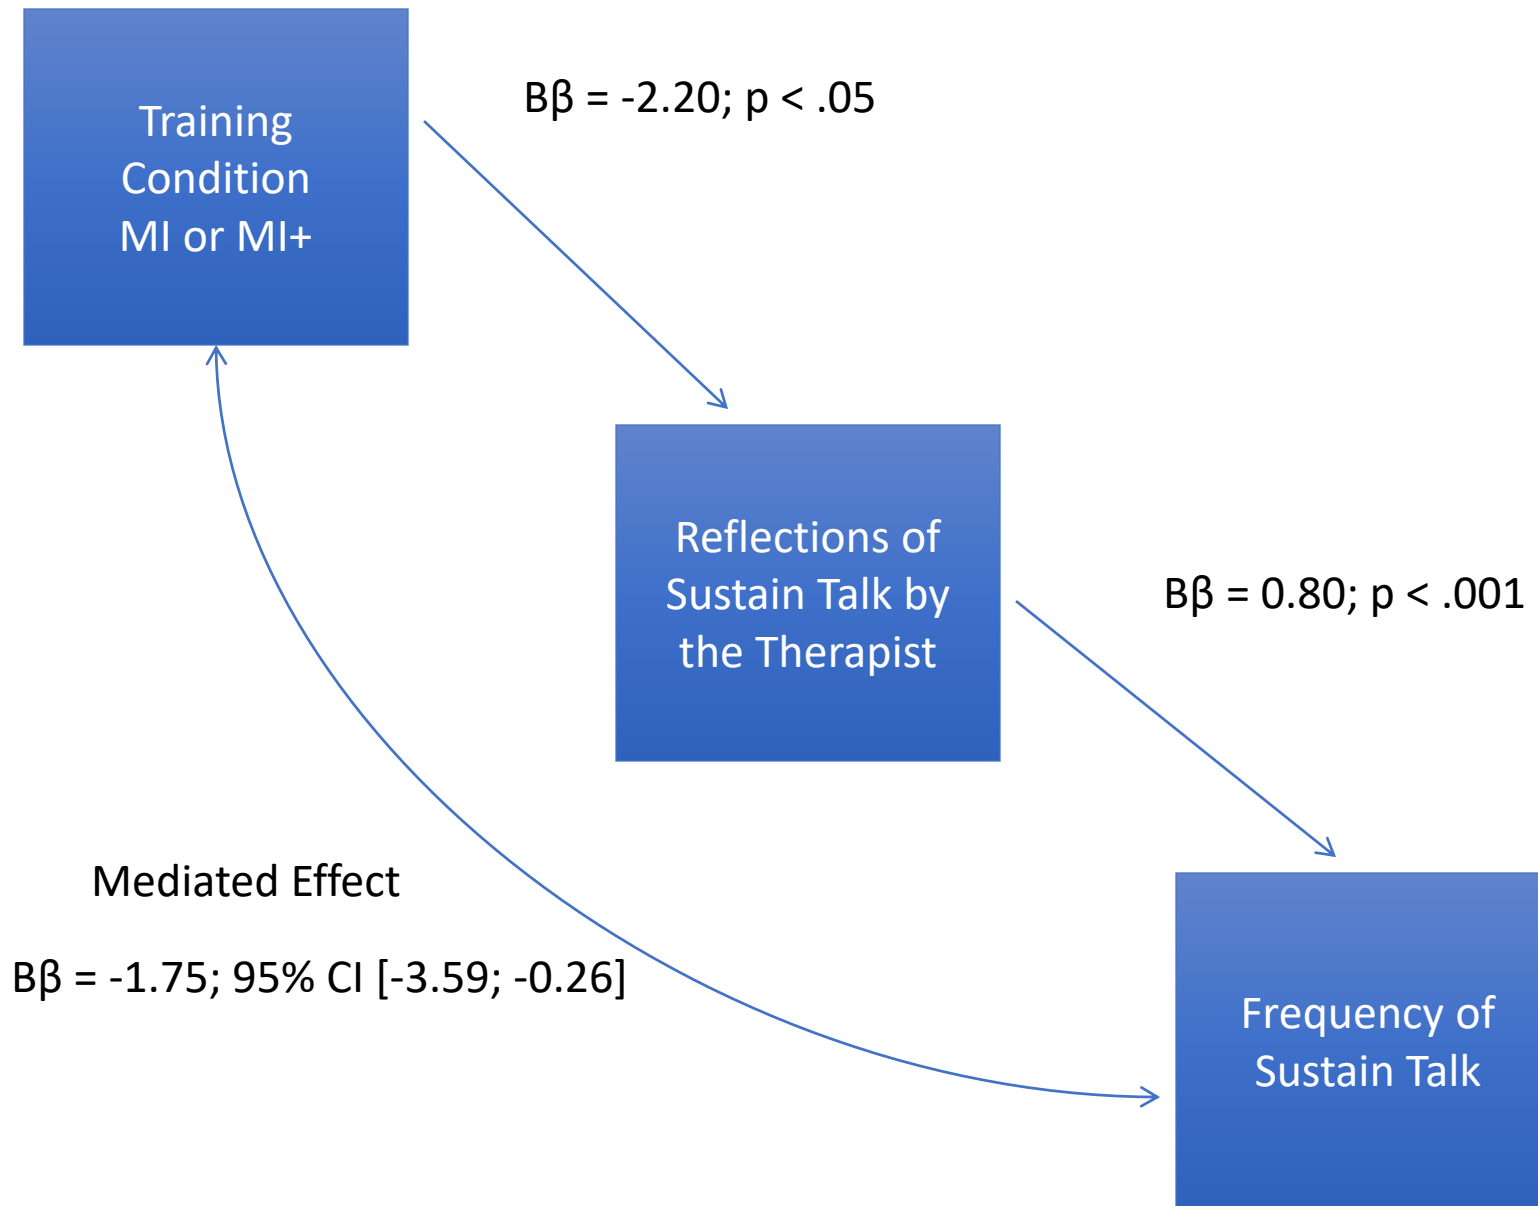 Training
Condition
MI or MI+
Bβ = -2.20; p < .05
Reflections of
Sustain Talk by
the Therapist
Bβ = 0.80; p < .001
Mediated Effect
Bβ = -1.75; 95% CI [-3.59; -0.26]
Frequency of
Sustain Talk